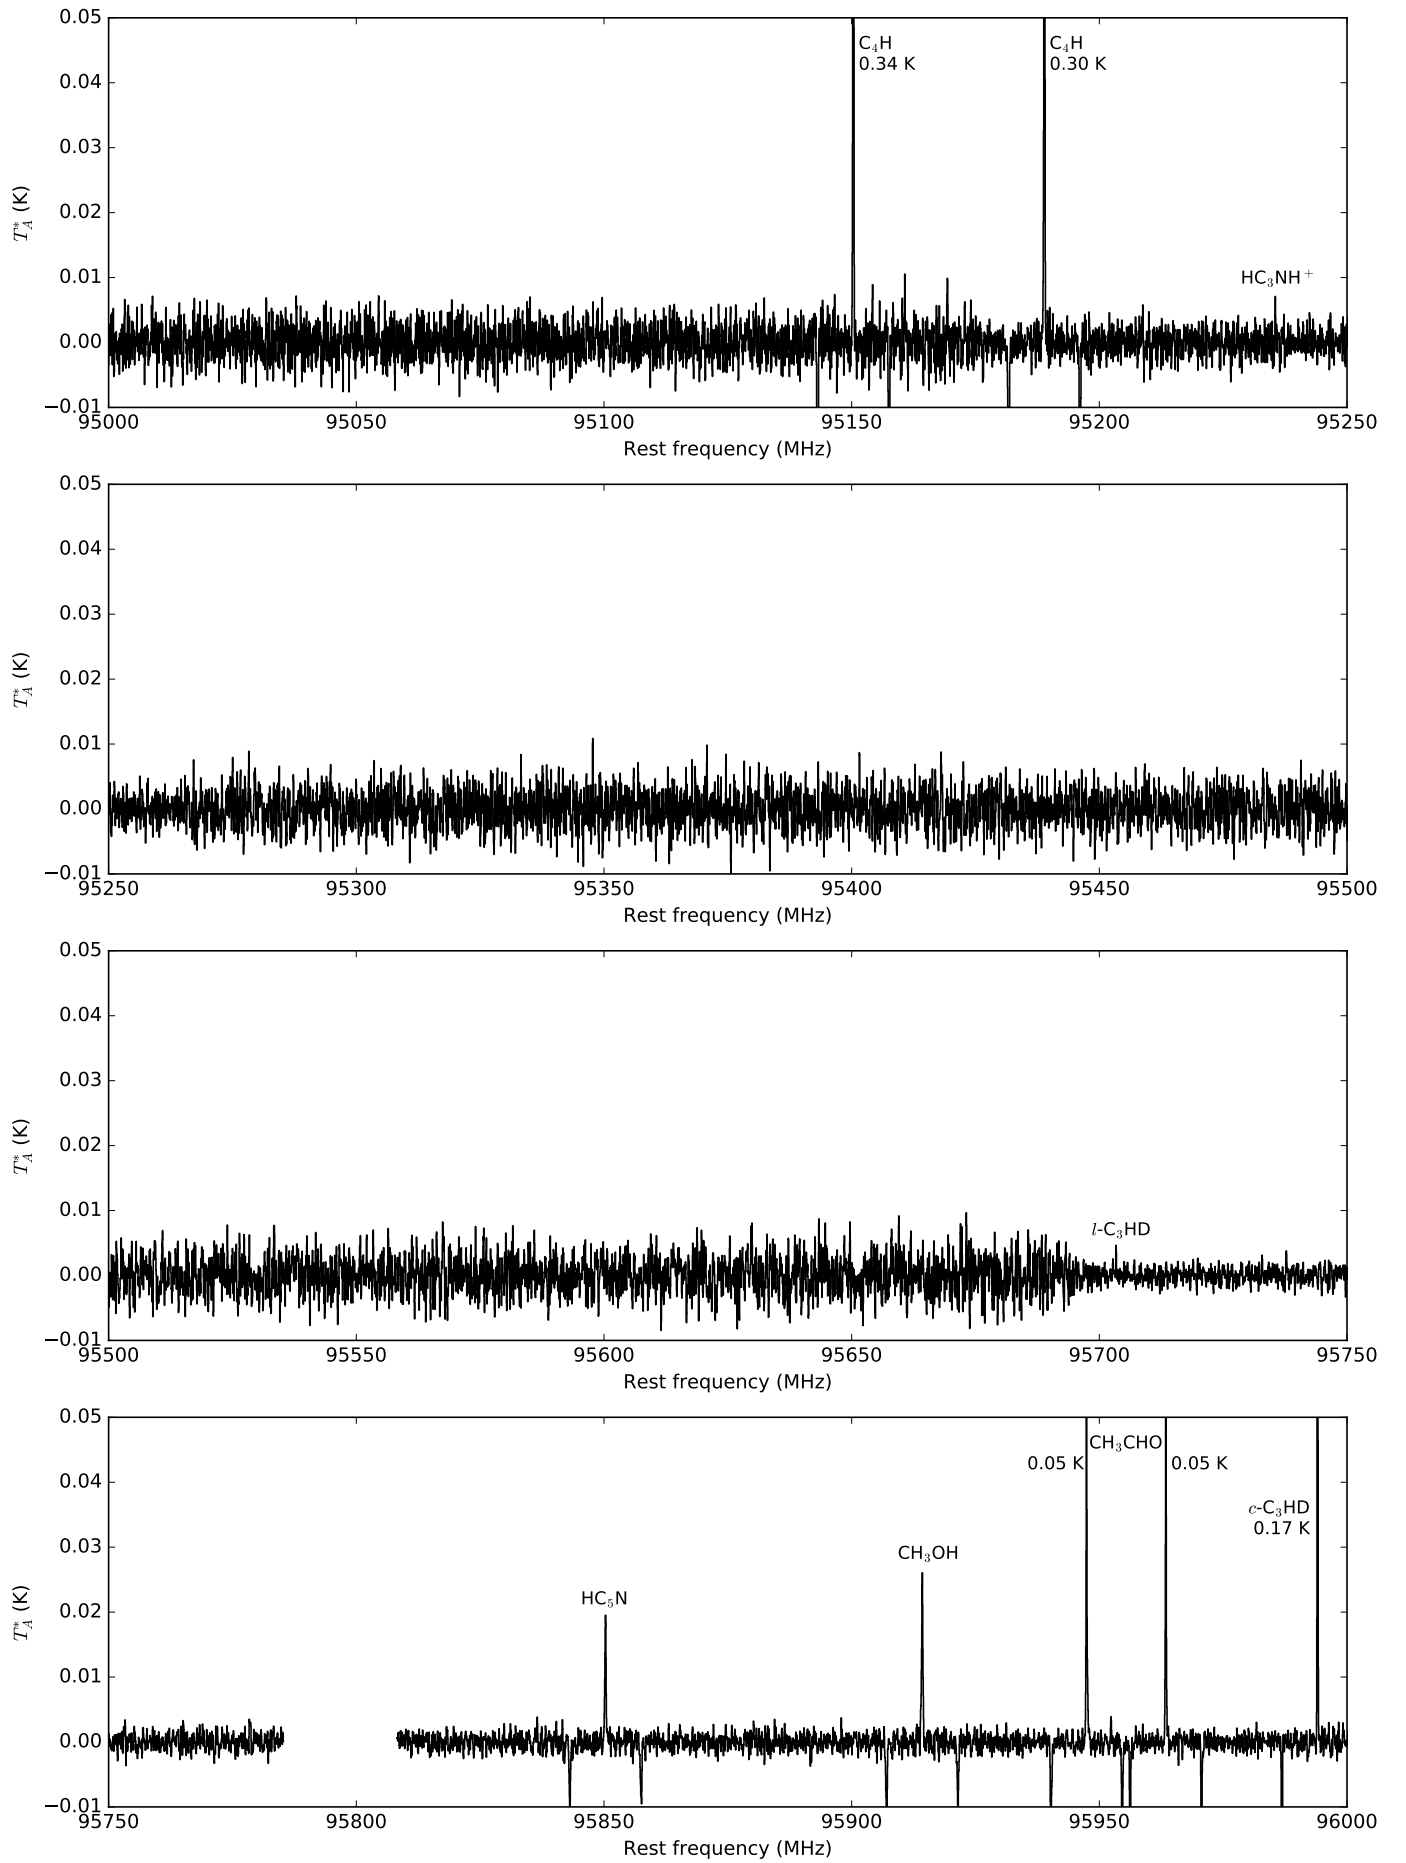 0.05
C₄H
0.34 K
C₄H
0.30 K
0.04
0.03
0.02
0.01
HC₃NH⁺
0.00
−0.01
T*A (K)
95000 95050 95100 95150 95200 95250
Rest frequency (MHz)
0.05
0.04
0.03
0.02
0.01
0.00
−0.01
T*A (K)
95250 95300 95350 95400 95450 95500
Rest frequency (MHz)
0.05
0.04
0.03
0.02
0.01
l-C₃HD
0.00
−0.01
T*A (K)
95500 95550 95600 95650 95700 95750
Rest frequency (MHz)
0.05
CH₃CHO
0.05 K 0.05 K
0.04
c-C₃HD
0.17 K
0.03
CH₃OH
0.02
HC₅N
0.01
0.00
−0.01
T*A (K)
95750 95800 95850 95900 95950 96000
Rest frequency (MHz)